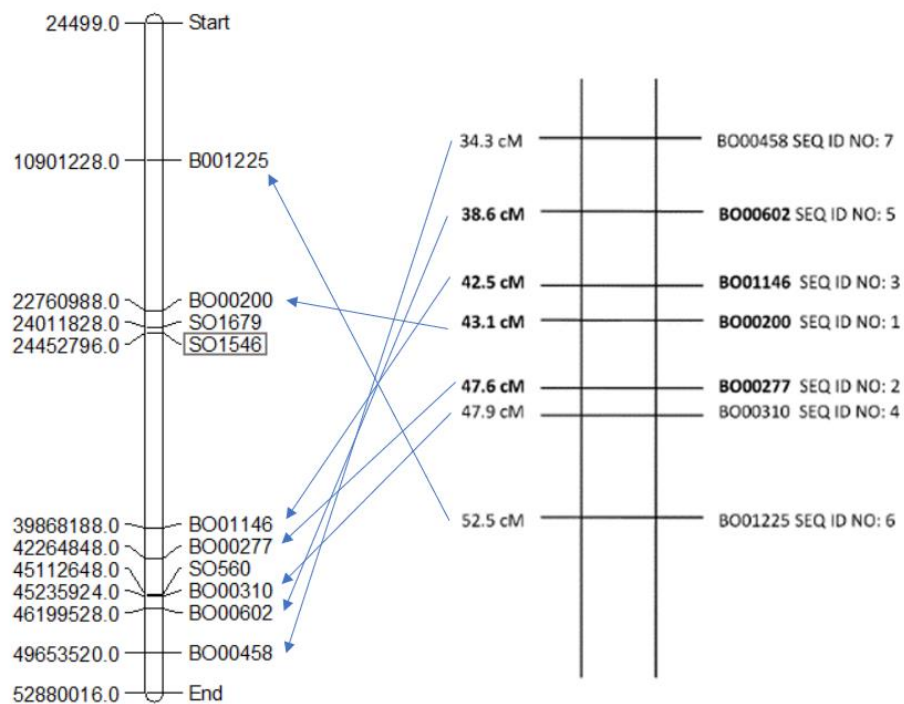 24499.0 Start
10901228.0 B001225
22760988.0 BO00200
24011828.0 SO1679
24452796.0 SO1546
39868188.0 BO01146
42264848.0 BO00277
45112648.0 SO560
45235924.0 BO00310
46199528.0 BO00602
49653520.0 BO00458
52880016.0 End
34.3 cM BO00458 SEQ ID NO: 7
38.6 cM BO00602 SEQ ID NO: 5
42.5 cM BO01146 SEQ ID NO: 3
43.1 cM BO00200 SEQ ID NO: 1
47.6 cM BO00277 SEQ ID NO: 2
47.9 cM BO00310 SEQ ID NO: 4
52.5 cM BO01225 SEQ ID NO: 6